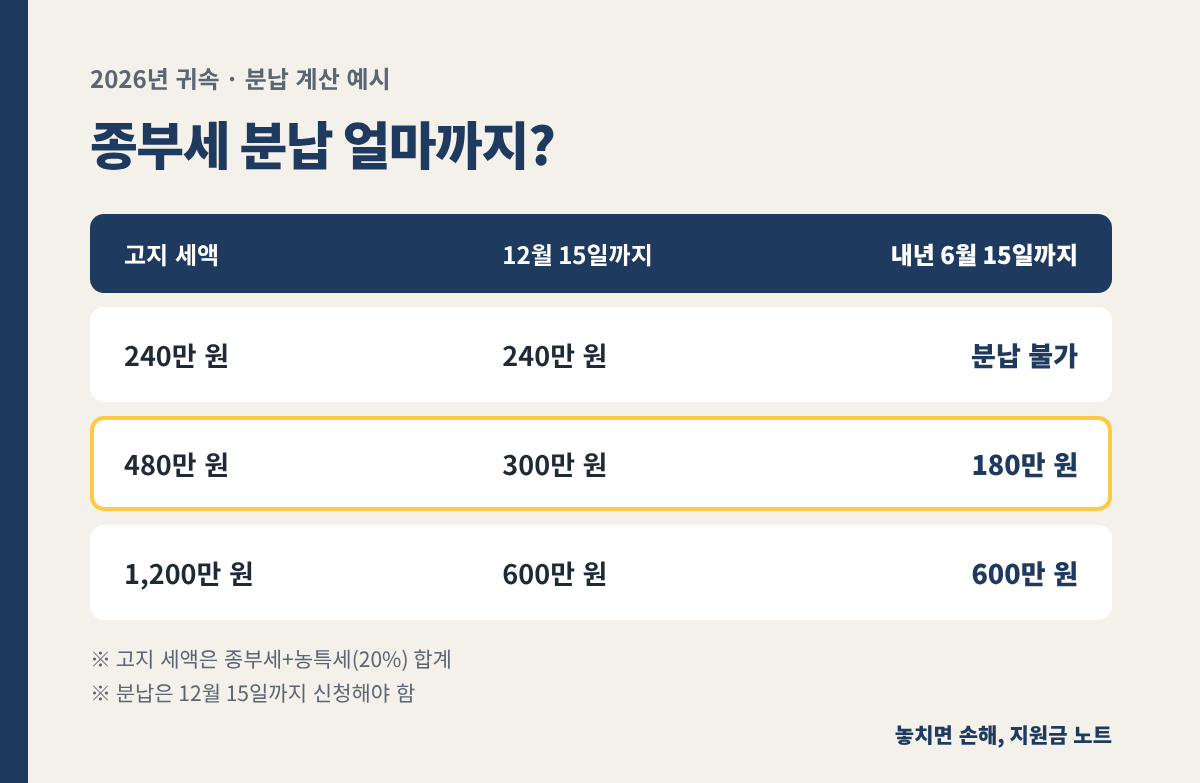 2026년 귀속 · 분납 계산 예시
종부세 분납 얼마까지?
고지 세액 12월 15일까지 내년 6월 15일까지
240만 원 240만 원 분납 불가
480만 원 300만 원 180만 원
1,200만 원 600만 원 600만 원
※ 고지 세액은 종부세+농특세(20%) 합계
※ 분납은 12월 15일까지 신청해야 함
놓치면 손해, 지원금 노트